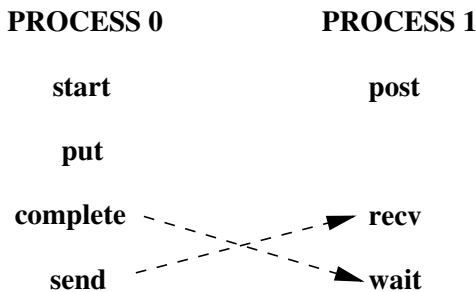 PROCESS 0 PROCESS 1
start post
put
complete recv
send wait